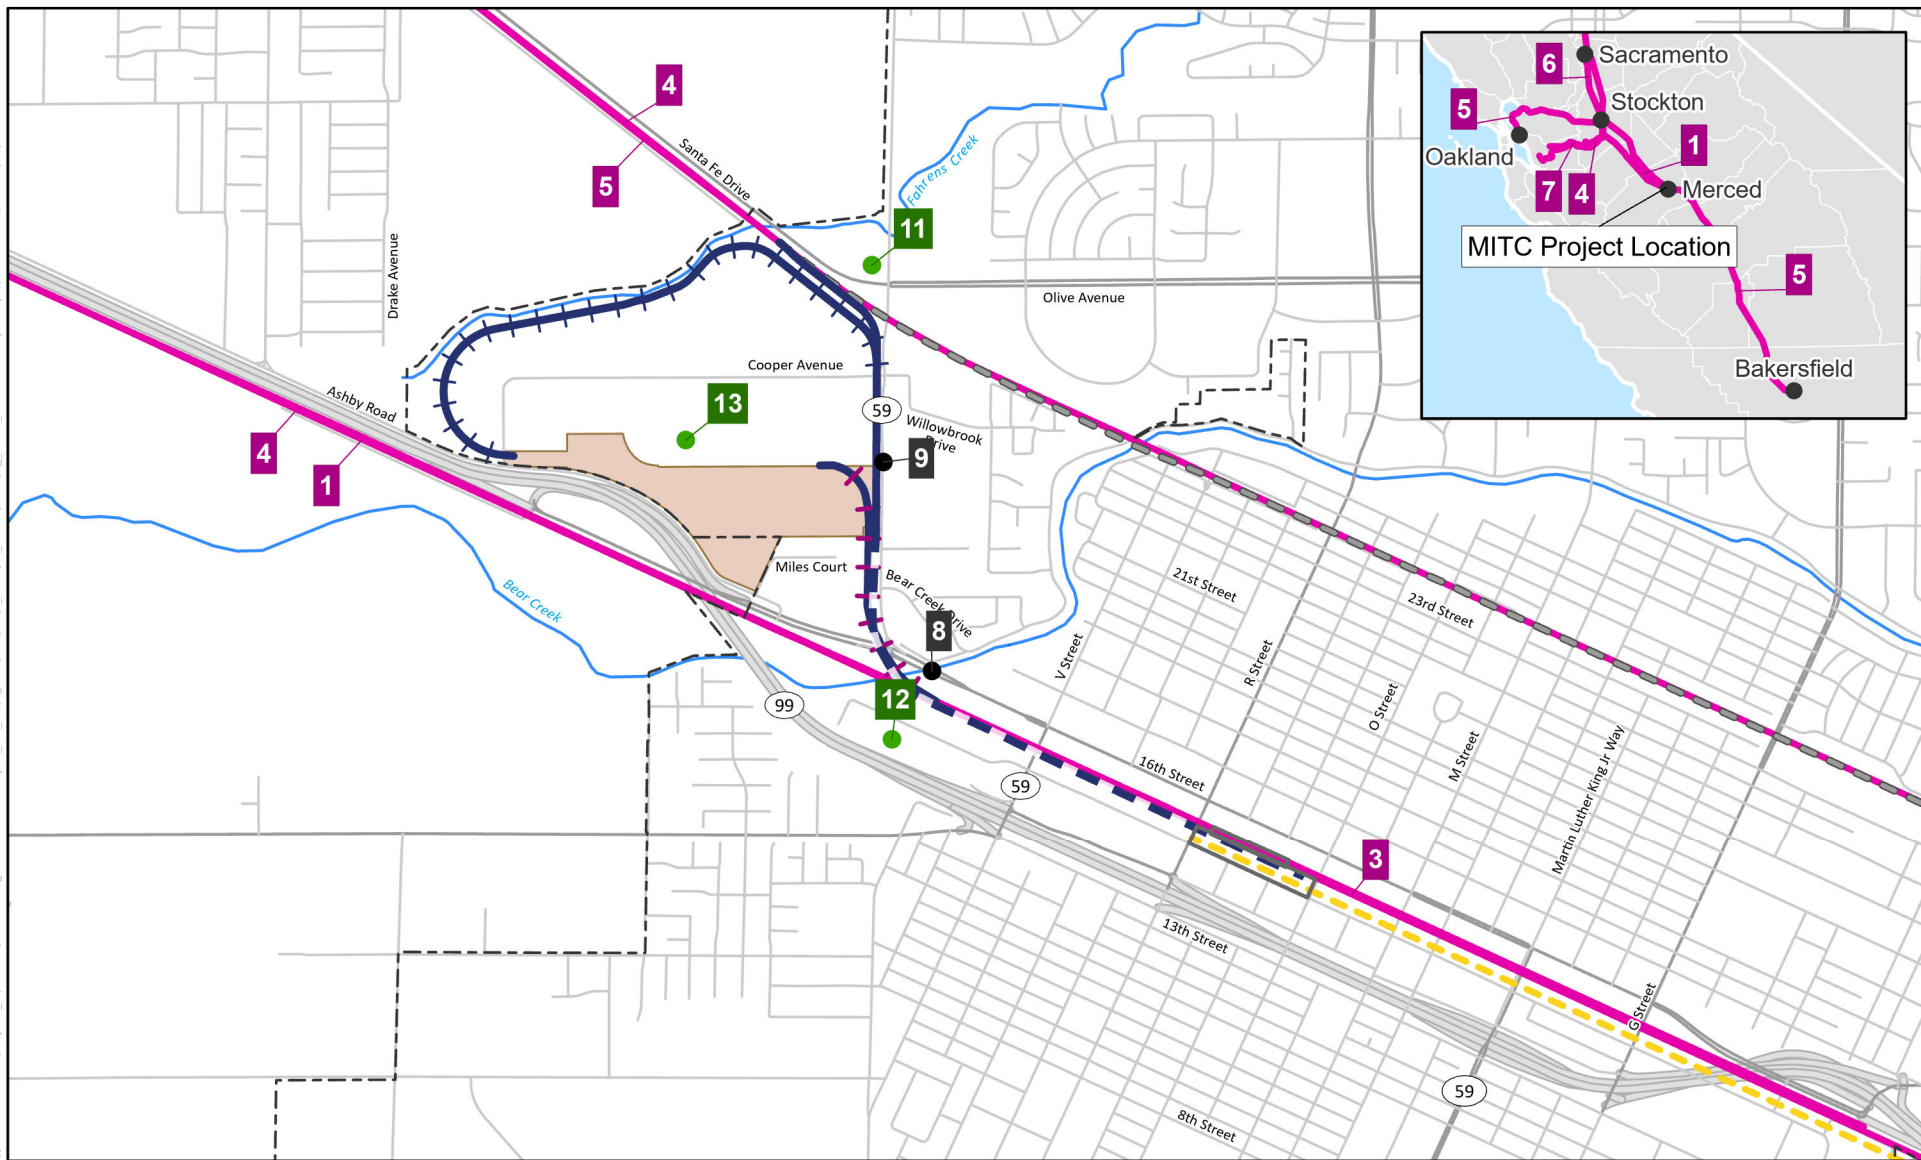 4
5
Santa Fe Drive
Fahrens Creek
11
Drake Avenue
Olive Avenue
Cooper Avenue
Ashby Road
13
59
Willowbrook
Drive
9
4
1
Miles Court
Bear Creek Drive
Bear Creek
8
12
99
21st Street
23rd Street
V Street
R Street
O Street
M Street
Martin Luther King Jr Way
16th Street
59
3
13th Street
G Street
59
8th Street
6
Sacramento
5
Stockton
Oakland
1
7
4
Merced
MITC Project Location
5
Bakersfield